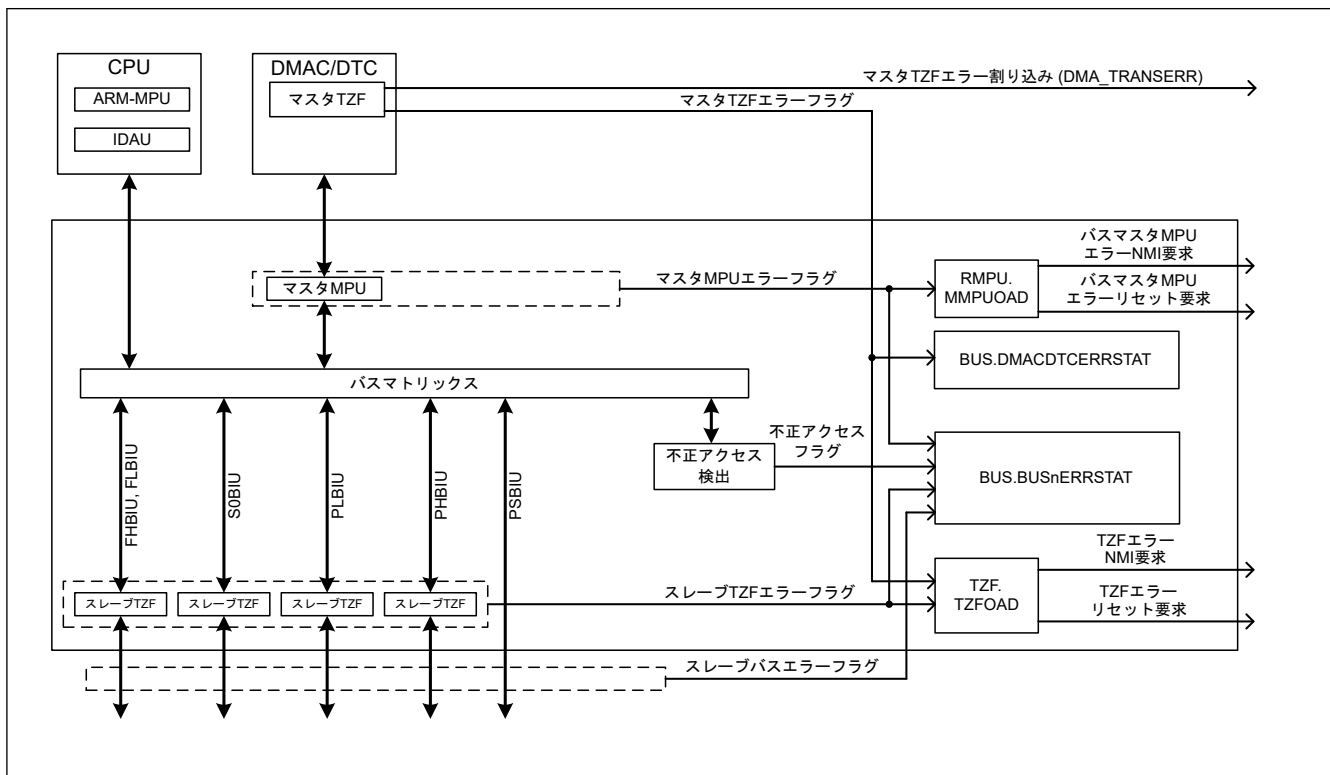 CPU
ARM-MPU
IDAU
DMAC/DTC
マスタTZF
マスタTZFエラー割り込み (DMA_TRANSERR)
マスタTZFエラーフラグ
マスタMPU
マスタMPUエラーフラグ
RMPU.
MMPUOAD
バスマスタMPU
エラーNMI要求
バスマスタMPU
エラーリセット要求
BUS.DMACDTCERRSTAT
バスマトリックス
不正アクセス
検出
不正アクセス
フラグ
BUS.BUSnERRSTAT
FHBIU, FLBIU
S0BIU
PLBIU
PHBIU
PSBIU
スレーブTZF
スレーブTZF
スレーブTZF
スレーブTZF
スレーブTZFエラーフラグ
TZF.
TZFOAD
TZFエラー
NMI要求
TZFエラー
リセット要求
スレーブバスエラーフラグ